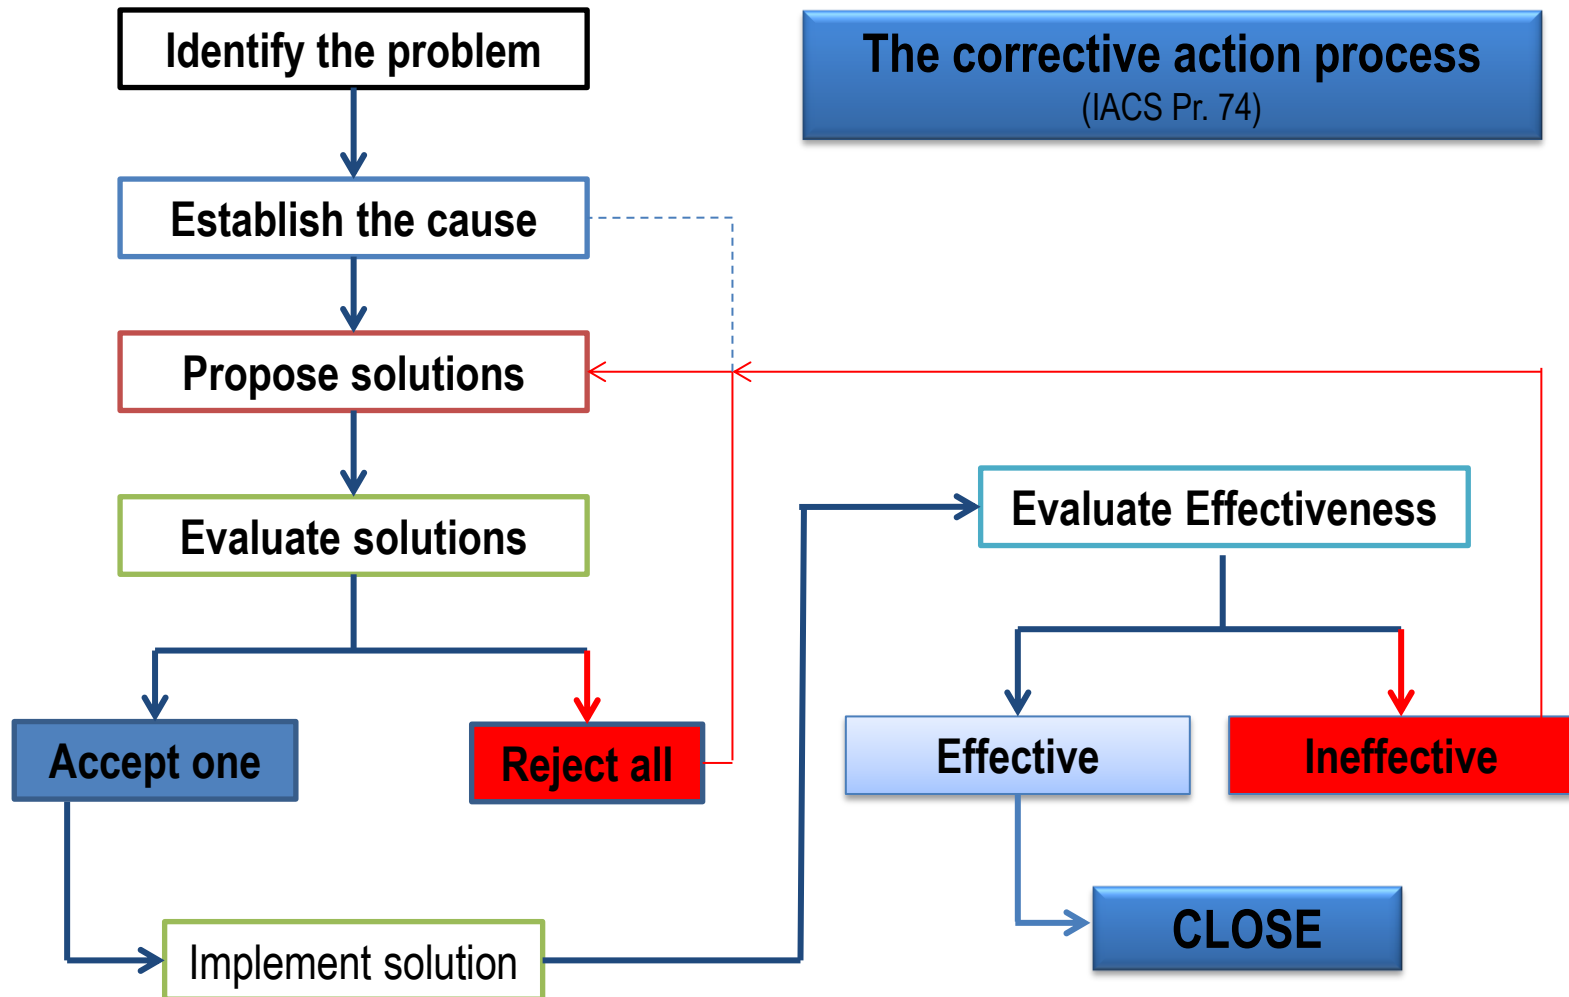 Identify the problem
The corrective action process
(IACS Pr. 74)
Establish the cause
Propose solutions
Evaluate solutions
Evaluate Effectiveness
Accept one
Reject all
Effective
Ineffective
Implement solution
CLOSE